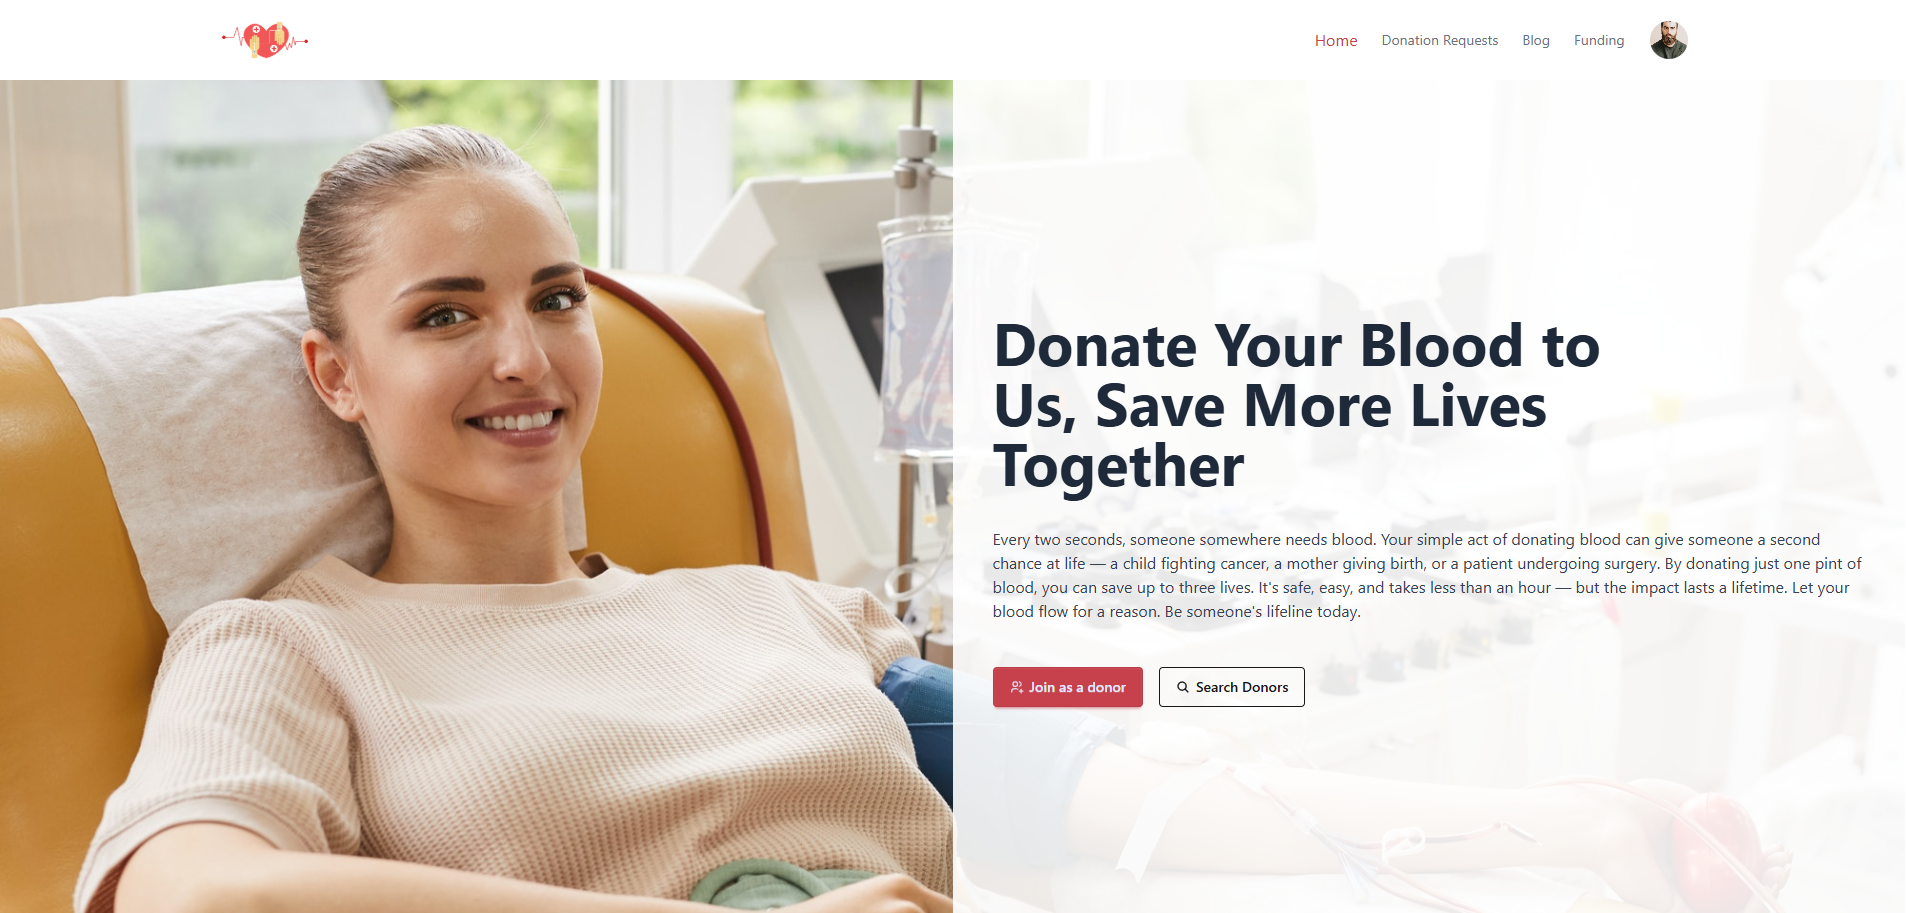 Home Donation Requests Blog Funding
Donate Your Blood to
Us, Save More Lives
Together
Every two seconds, someone somewhere needs blood. Your simple act of donating blood can give someone a second
chance at life — a child fighting cancer, a mother giving birth, or a patient undergoing surgery. By donating just one pint of
blood, you can save up to three lives. It's safe, easy, and takes less than an hour — but the impact lasts a lifetime. Let your
blood flow for a reason. Be someone's lifeline today.
Join as a donor Search Donors